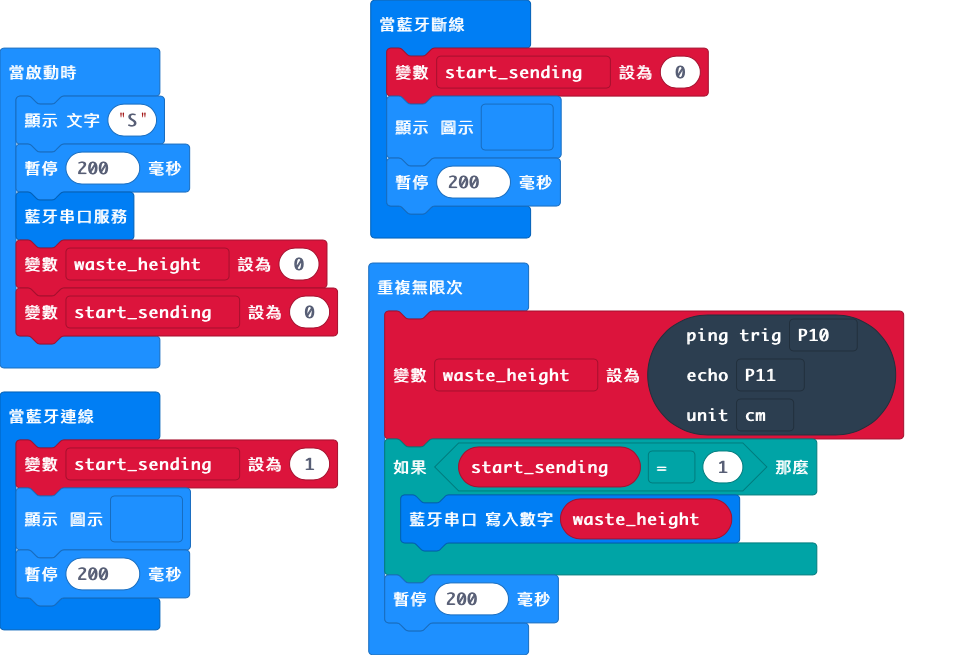 當啟動時
顯示 文字 "S"
暫停 200 毫秒
藍牙串口服務
變數 waste_height 設為 0
變數 start_sending 設為 0
當藍牙連線
變數 start_sending 設為 1
顯示 圖示
暫停 200 毫秒
當藍牙斷線
變數 start_sending 設為 0
顯示 圖示
暫停 200 毫秒
重複無限次
變數 waste_height 設為
ping trig P10
echo P11
unit cm
如果 start_sending = 1 那麼
藍牙串口 寫入數字 waste_height
暫停 200 毫秒